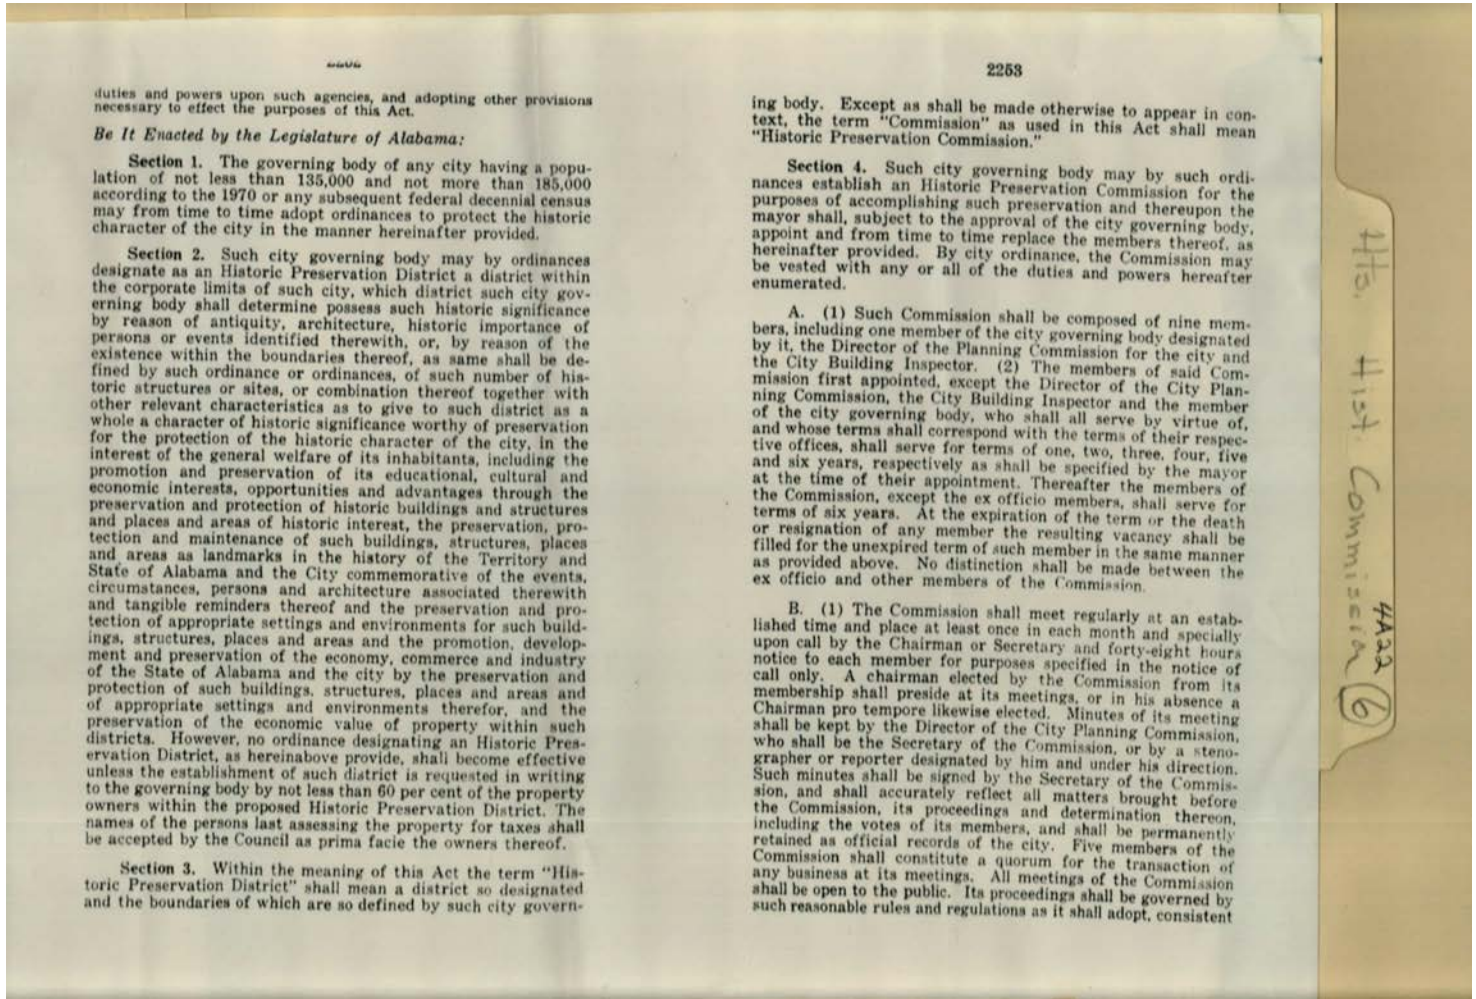 duties and powers upon such agencies, and adopting other provisions
necessary to effect the purposes of this Act.
Be It Enacted by the Legislature of Alabama:
Section 1. The governing body of any city having a popu-
lation of not less than 135,000 and not more than 185,000
according to the 1970 or any subsequent federal decennial census
may from time to time adopt ordinances to protect the historic
character of the city in the manner hereinafter provided.
Section 2. Such city governing body may by ordinances
designate as an Historic Preservation District a district within
the corporate limits of such city, which district such city gov-
erning body shall determine possess such historic significance
by reason of antiquity, architecture, historic importance of
persons or events identified therewith, or, by reason of the
existence within the boundaries thereof, as same shall be de-
fined by such ordinance or ordinances, of such number of his-
toric structures or sites, or combination thereof together with
other relevant characteristics as to give to such district as a
whole a character of historic significance worthy of preservation
for the protection of the historic character of the city, in the
interest of the general welfare of its inhabitants, including the
promotion and preservation of its educational, cultural and
economic interests, opportunities and advantages through the
preservation and protection of historic buildings and structures
and places and areas of historic interest, the preservation, pro-
tection and maintenance of such buildings, structures, places
and areas as landmarks in the history of the Territory and
State of Alabama and the City commemorative of the events,
circumstances, persons and architecture associated therewith
and tangible reminders thereof and the preservation and pro-
tection of appropriate settings and environments for such build-
ings, structures, places and areas and the promotion, develop-
ment and preservation of the economy, commerce and industry
of the State of Alabama and the city by the preservation and
protection of such buildings, structures, places and areas and
of appropriate settings and environments therefor, and the
preservation of the economic value of property within such
districts. However, no ordinance designating an Historic Pres-
ervation District, as hereinabove provide, shall become effective
unless the establishment of such district is requested in writing
to the governing body by not less than 60 per cent of the property
owners within the proposed Historic Preservation District. The
names of the persons last assessing the property for taxes shall
be accepted by the Council as prima facie the owners thereof.
Section 3. Within the meaning of this Act the term "His-
toric Preservation District" shall mean a district so designated
and the boundaries of which are so defined by such city govern-
2253
ing body. Except as shall be made otherwise to appear in con-
text, the term "Commission" as used in this Act shall mean
"Historic Preservation Commission."
Section 4. Such city governing body may by such ordi-
nances establish an Historic Preservation Commission for the
purposes of accomplishing such preservation and thereupon the
mayor shall, subject to the approval of the city governing body,
appoint and from time to time replace the members thereof, as
hereinafter provided. By city ordinance, the Commission may
be vested with any or all of the duties and powers hereafter
enumerated.
A. (1) Such Commission shall be composed of nine mem-
bers, including one member of the city governing body designated
by it, the Director of the Planning Commission for the city and
the City Building Inspector. (2) The members of said Com-
mission first appointed, except the Director of the City Plan-
ning Commission, the City Building Inspector and the member
of the city governing body, who shall all serve by virtue of,
and whose terms shall correspond with the terms of their respec-
tive offices, shall serve for terms of one, two, three, four, five
and six years, respectively as shall be specified by the mayor
at the time of their appointment. Thereafter the members of
the Commission, except the ex officio members, shall serve for
terms of six years. At the expiration of the term or the death
or resignation of any member the resulting vacancy shall be
filled for the unexpired term of such member in the same manner
as provided above. No distinction shall be made between the
ex officio and other members of the Commission.
B. (1) The Commission shall meet regularly at an estab-
lished time and place at least once in each month and specially
upon call by the Chairman or Secretary and forty-eight hours
notice to each member for purposes specified in the notice of
call only. A chairman elected by the Commission from its
membership shall preside at its meetings, or in his absence a
Chairman pro tempore likewise elected. Minutes of its meeting
shall be kept by the Director of the City Planning Commission,
who shall be the Secretary of the Commission, or by a steno-
grapher or reporter designated by him and under his direction.
Such minutes shall be signed by the Secretary of the Commis-
sion, and shall accurately reflect all matters brought before
the Commission, its proceedings and determination thereon,
including the votes of its members, and shall be permanently
retained as official records of the city. Five members of the
Commission shall constitute a quorum for the transaction of
any business at its meetings. All meetings of the Commission
shall be open to the public. Its proceedings shall be governed by
such reasonable rules and regulations as it shall adopt, consistent
Hts. Hist. Commission
4A22
6